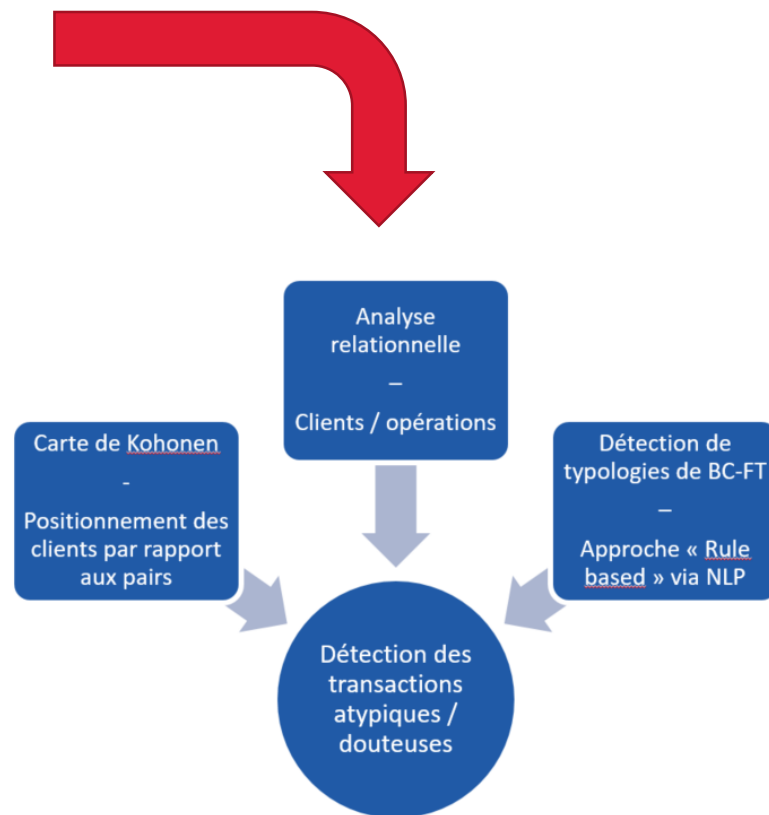 Analyse
relationnelle
–
Clients / opérations
Carte de Kohonen
-
Positionnement des
clients par rapport
aux pairs
Détection de
typologies de BC-FT
–
Approche « Rule
based » via NLP
Détection des
transactions
atypiques /
douteuses